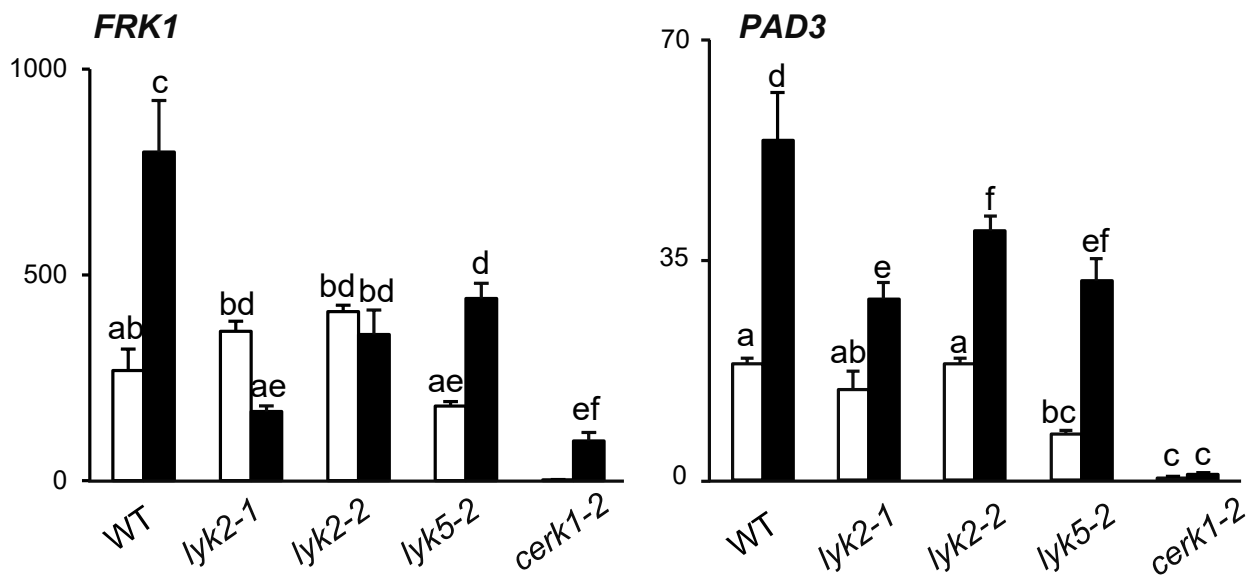 FRK1
1000
500
0
ab
c
bd
ae
bd
bd
ae
d
ef
WT
lyk2-1
lyk2-2
lyk5-2
cerk1-2
PAD3
70
35
0
a
d
ab
e
a
f
bc
ef
c
c
WT
lyk2-1
lyk2-2
lyk5-2
cerk1-2